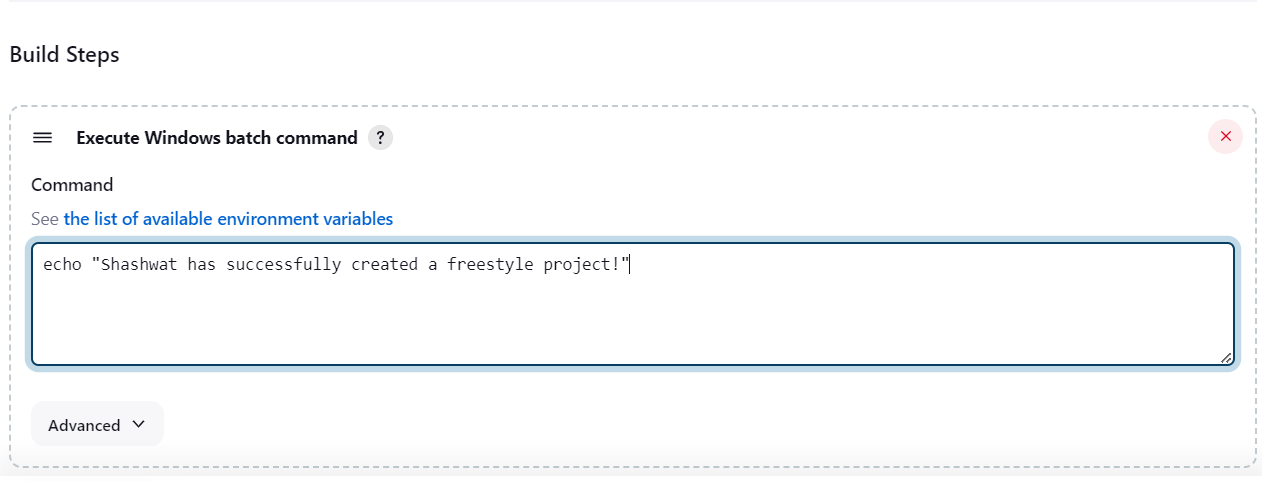 Build Steps
Execute Windows batch command ?
Command
See the list of available environment variables
echo "Shashwat has successfully created a freestyle project!"
Advanced